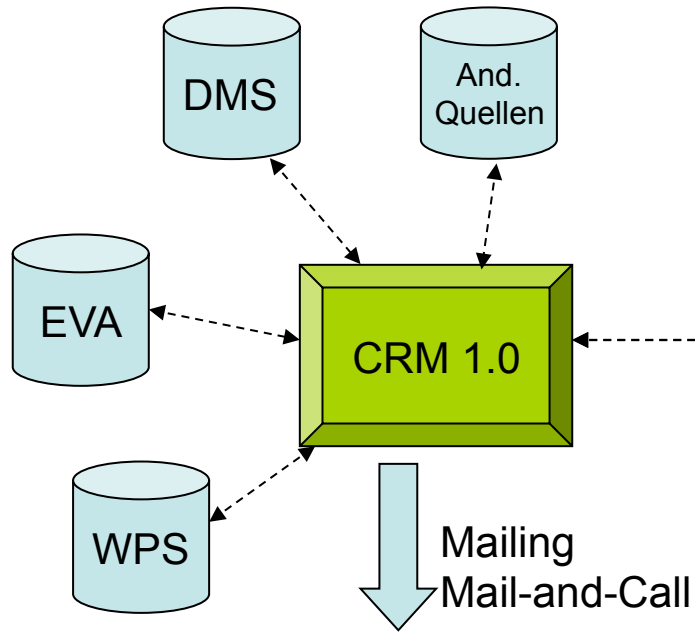 DMS
And.
Quellen
EVA
CRM 1.0
WPS
Mailing
Mail-and-Call